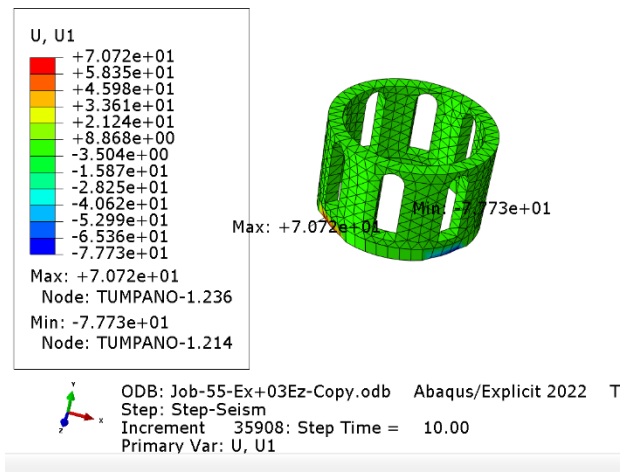 U, U1
+7.072e+01
+5.835e+01
+4.598e+01
+3.361e+01
+2.124e+01
+8.868e+00
-3.504e+00
-1.587e+01
-2.825e+01
-4.062e+01
-5.299e+01
-6.536e+01
-7.773e+01
Max: +7.072e+01
Node: TUMPANO-1.236
Min: -7.773e+01
Node: TUMPANO-1.214
Min: -7.773e+01
Max: +7.072e+01
Y
X
Z
ODB: Job-55-Ex+03Ez-Copy.odb Abaqus/Explicit 2022 T
Step: Step-Seism
Increment 35908: Step Time = 10.00
Primary Var: U, U1